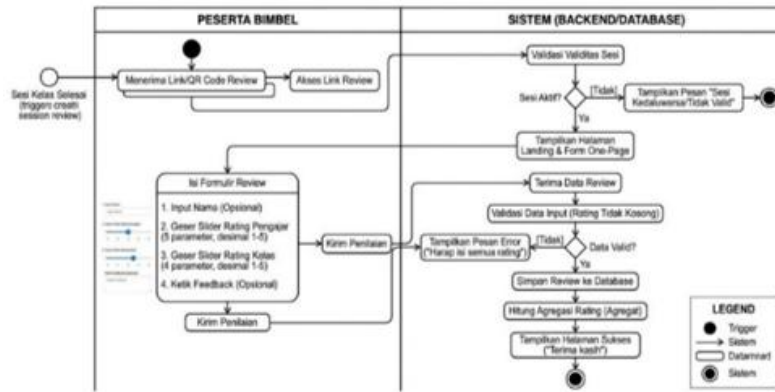 PESERTA BIMBEL
SISTEM (BACKEND/DATABASE)
Sesi Kelas Selesai
(triggers creati
session review)
Menerima Link/QR Code Review
Akses Link Review
Validasi Validitas Sesi
Sesi Aktif?
[Tidak]
Tampilkan Pesan "Sesi
Kedaluwersa/Tidak Valid"
Ya
Tampilkan Halaman
Landing & Form One-Page
Isi Formulir Review
1. Input Nama (Opsional)
2. Geser Slider Rating Pengajar
(5 parameter, desimal 1-5)
3. Geser Slider Rating Kelas
(4 parameter, desimal 1-5)
4. Ketik Feedback (Opsional)
Kirim Penilaian
Kirim Penilaian
Terima Data Review
Validasi Data Input (Rating Tidak Kosong)
Data Valid?
[Tidak]
Tampilkan Pesan Error
("Harap isi semua rating")
Ya
Simpan Review ke Database
Hitung Agregasi Rating (Agregat)
Tampilkan Halaman Sukses
("Terima kasih")
LEGEND
Trigger
Sistem
Sistem